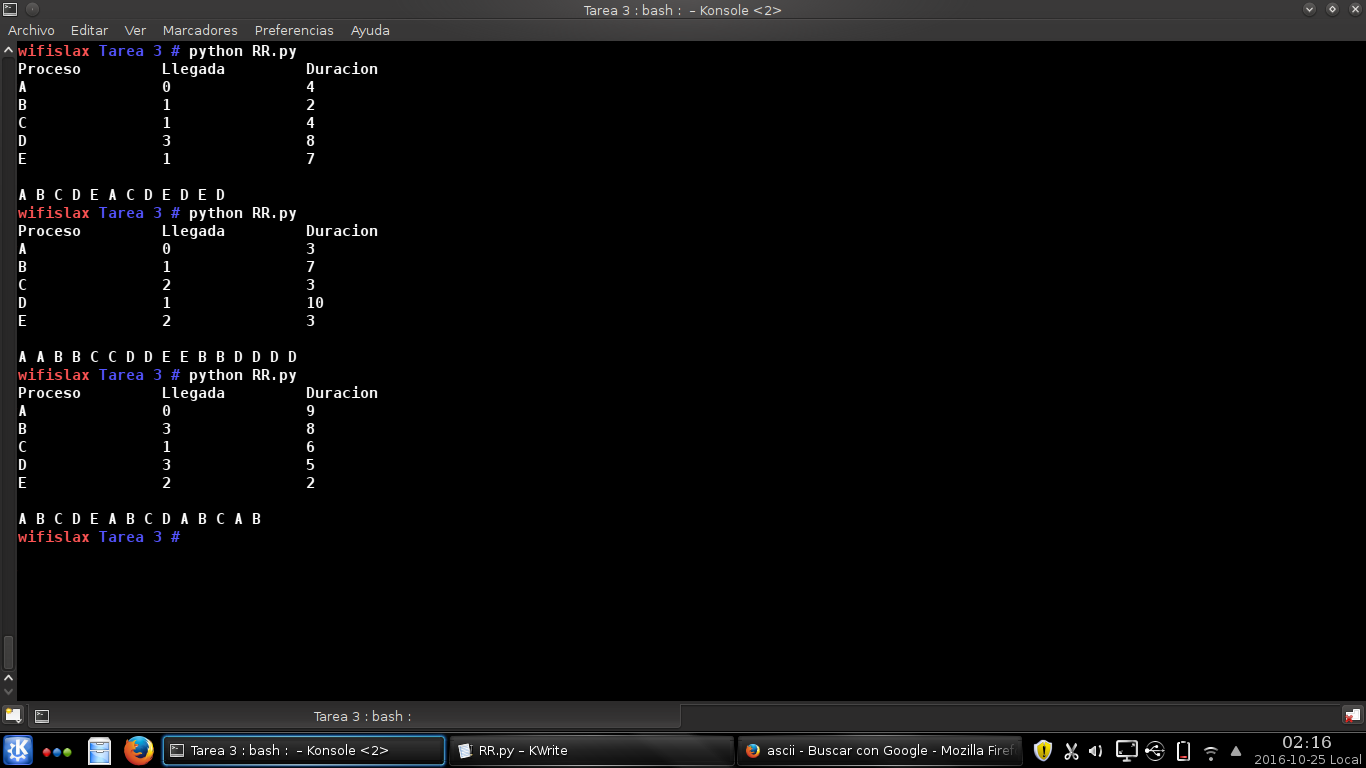 Tarea 3 : bash : – Konsole <2>
Archivo Editar Ver Marcadores Preferencias Ayuda
wifislax Tarea 3 # python RR.py
Proceso Llegada Duracion
A 0 4
B 1 2
C 1 4
D 3 8
E 1 7
A B C D E A C D E D E D
wifislax Tarea 3 # python RR.py
Proceso Llegada Duracion
A 0 3
B 1 7
C 2 3
D 1 10
E 2 3
A A B B C C D D E E B B D D D D
wifislax Tarea 3 # python RR.py
Proceso Llegada Duracion
A 0 9
B 3 8
C 1 6
D 3 5
E 2 2
A B C D E A B C D A B C A B
wifislax Tarea 3 #
Tarea 3 : bash :
Tarea 3 : bash : – Konsole <2>
RR.py – KWrite
ascii - Buscar con Google - Mozilla Firef
02:16
2016-10-25 Local